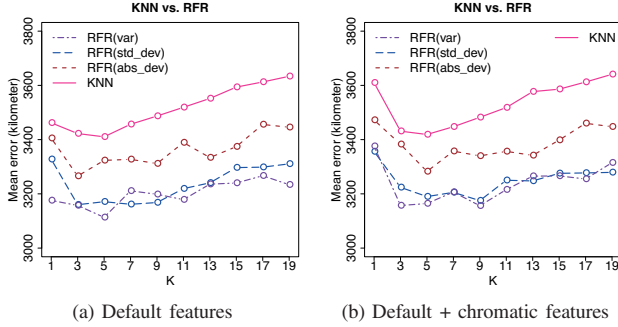 KNN vs. RFR
RFR(var)
RFR(std_dev)
RFR(abs_dev)
KNN
Mean error (kilometer)
3800
3600
3400
3200
3000
1 3 5 7 9 11 13 15 17 19
K
(a) Default features
KNN vs. RFR
RFR(var)
RFR(std_dev)
RFR(abs_dev)
KNN
Mean error (kilometer)
3800
3600
3400
3200
3000
1 3 5 7 9 11 13 15 17 19
K
(b) Default + chromatic features